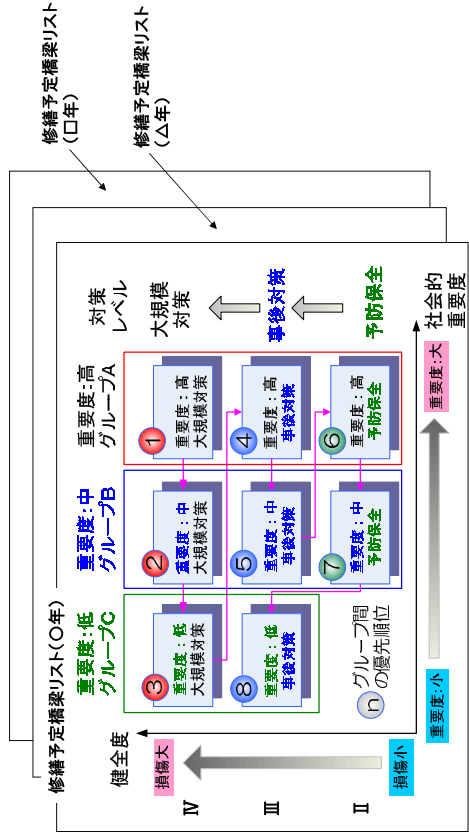 修繕予定橋梁リスト
(□年)
修繕予定橋梁リスト
(△年)
修繕予定橋梁リスト(○年)
健全度
重要度:低
グループC
重要度:中
グループB
重要度:高
グループA
対策
レベル
損傷大
Ⅳ
3
重要度:低
大規模対策
2
重要度:中
大規模対策
1
重要度:高
大規模対策
大規模
対策
Ⅲ
8
重要度:低
事後対策
5
重要度:中
事後対策
4
重要度:高
事後対策
事後対策
Ⅱ
損傷小
n
グループ間
の優先順位
7
重要度:中
予防保全
6
重要度:高
予防保全
予防保全
重要度:小
重要度:大
社会的
重要度